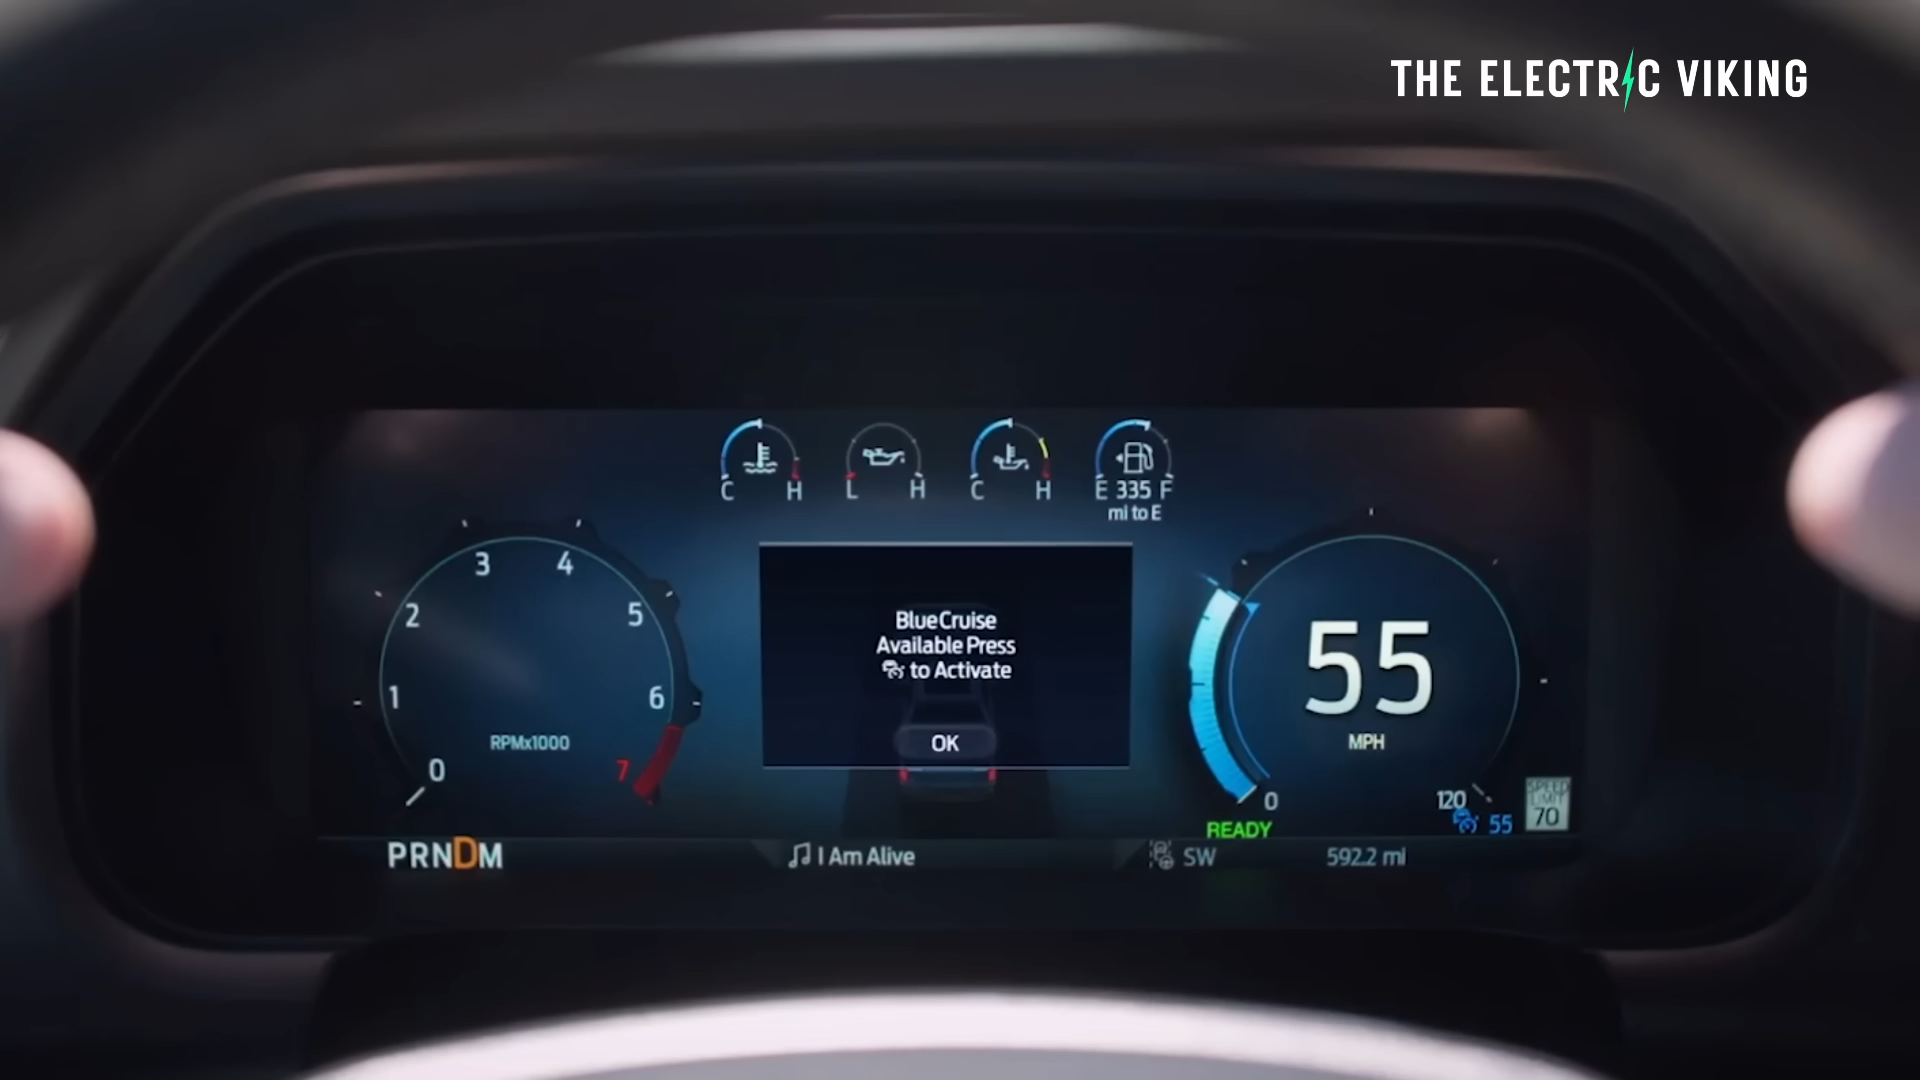 THE ELECTRIC VIKING
C H
L H
C H
E 335 F
mi to E
3 4
2 5
1 6
0 7
RPMx1000
BlueCruise
Available Press
to Activate
OK
55
MPH
0 120
READY
55
SPEED
LIMIT
70
PRNDM
I Am Alive
SW
592.2 mi